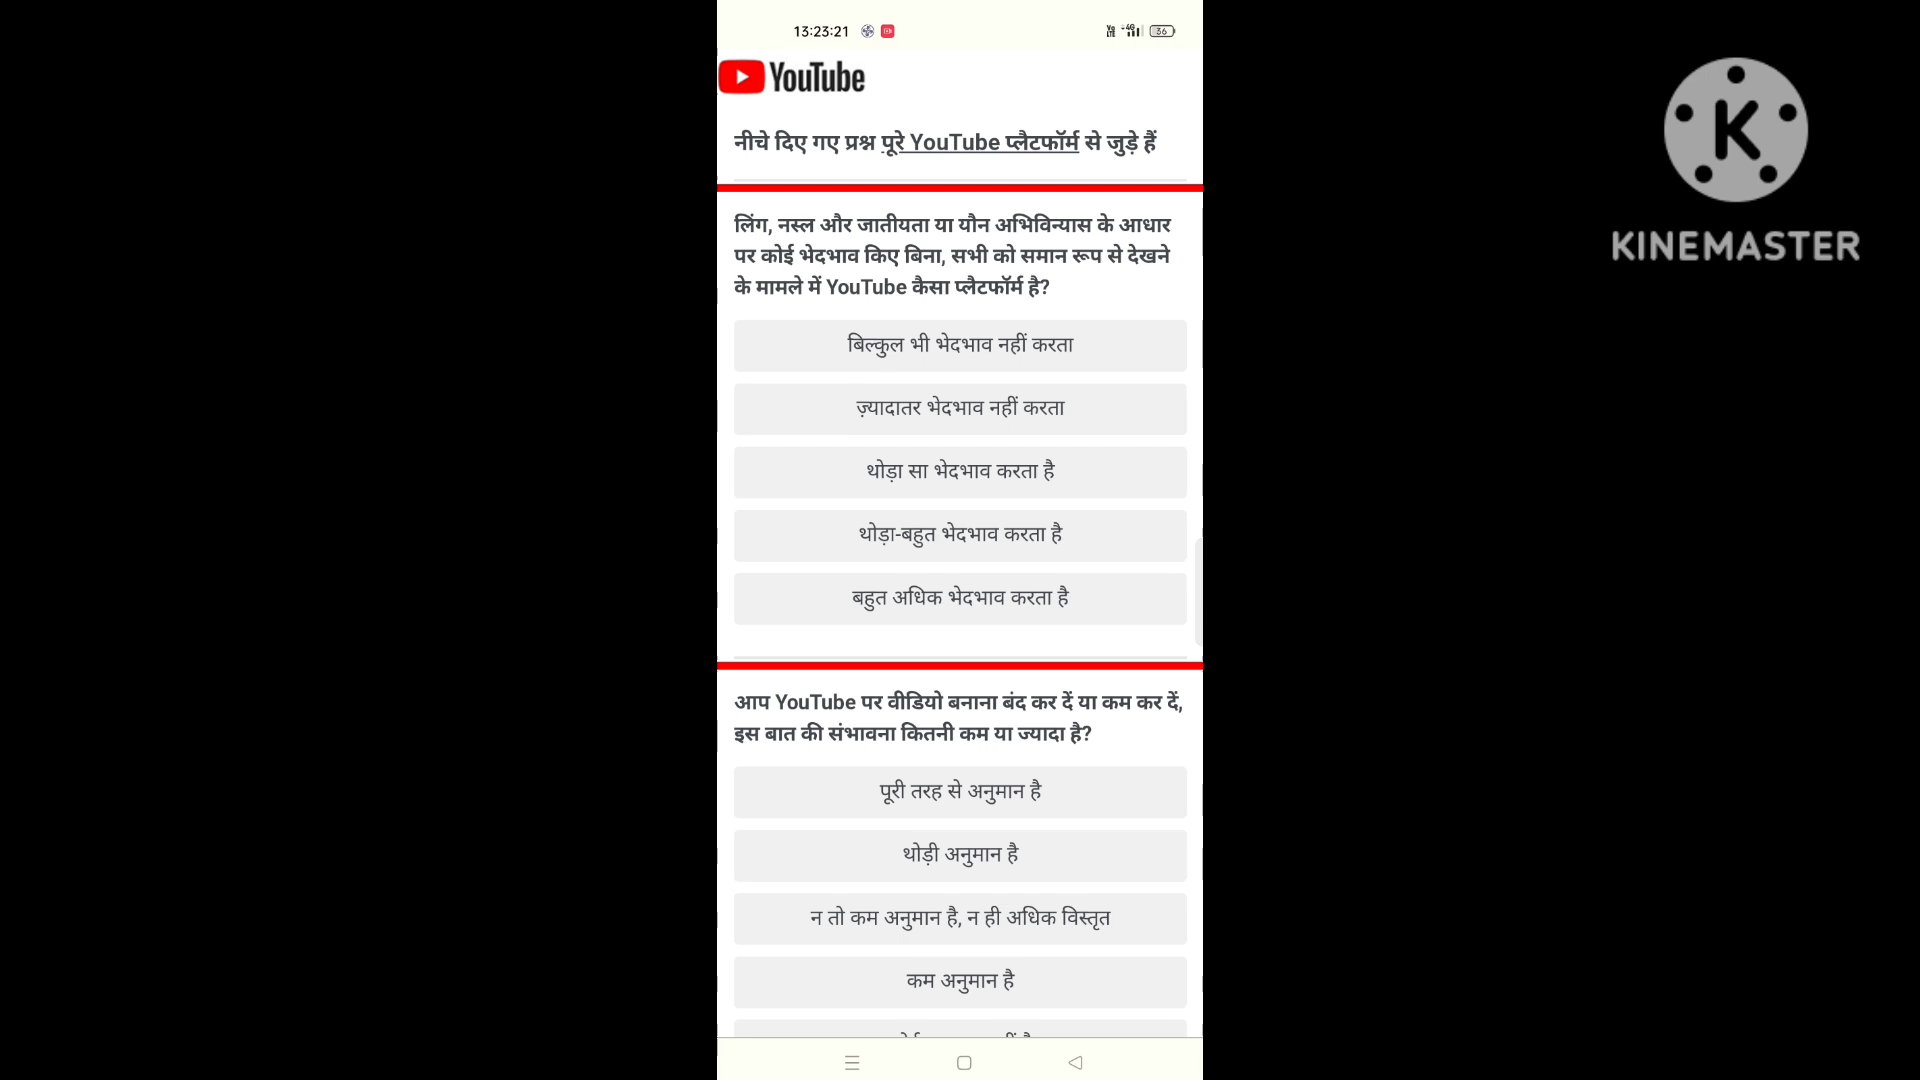 13:23:21
4G
36
YouTube
नीचे दिए गए प्रश्न पूरे YouTube प्लैटफॉर्म से जुड़े हैं
लिंग, नस्ल और जातीयता या यौन अभिविन्यास के आधार
पर कोई भेदभाव किए बिना, सभी को समान रूप से देखने
के मामले में YouTube कैसा प्लैटफॉर्म है?
बिल्कुल भी भेदभाव नहीं करता
ज़्यादातर भेदभाव नहीं करता
थोड़ा सा भेदभाव करता है
थोड़ा-बहुत भेदभाव करता है
बहुत अधिक भेदभाव करता है
आप YouTube पर वीडियो बनाना बंद कर दें या कम कर दें,
इस बात की संभावना कितनी कम या ज्यादा है?
पूरी तरह से अनुमान है
थोड़ी अनुमान है
न तो कम अनुमान है, न ही अधिक विस्तृत
कम अनुमान है
K
KINEMASTER